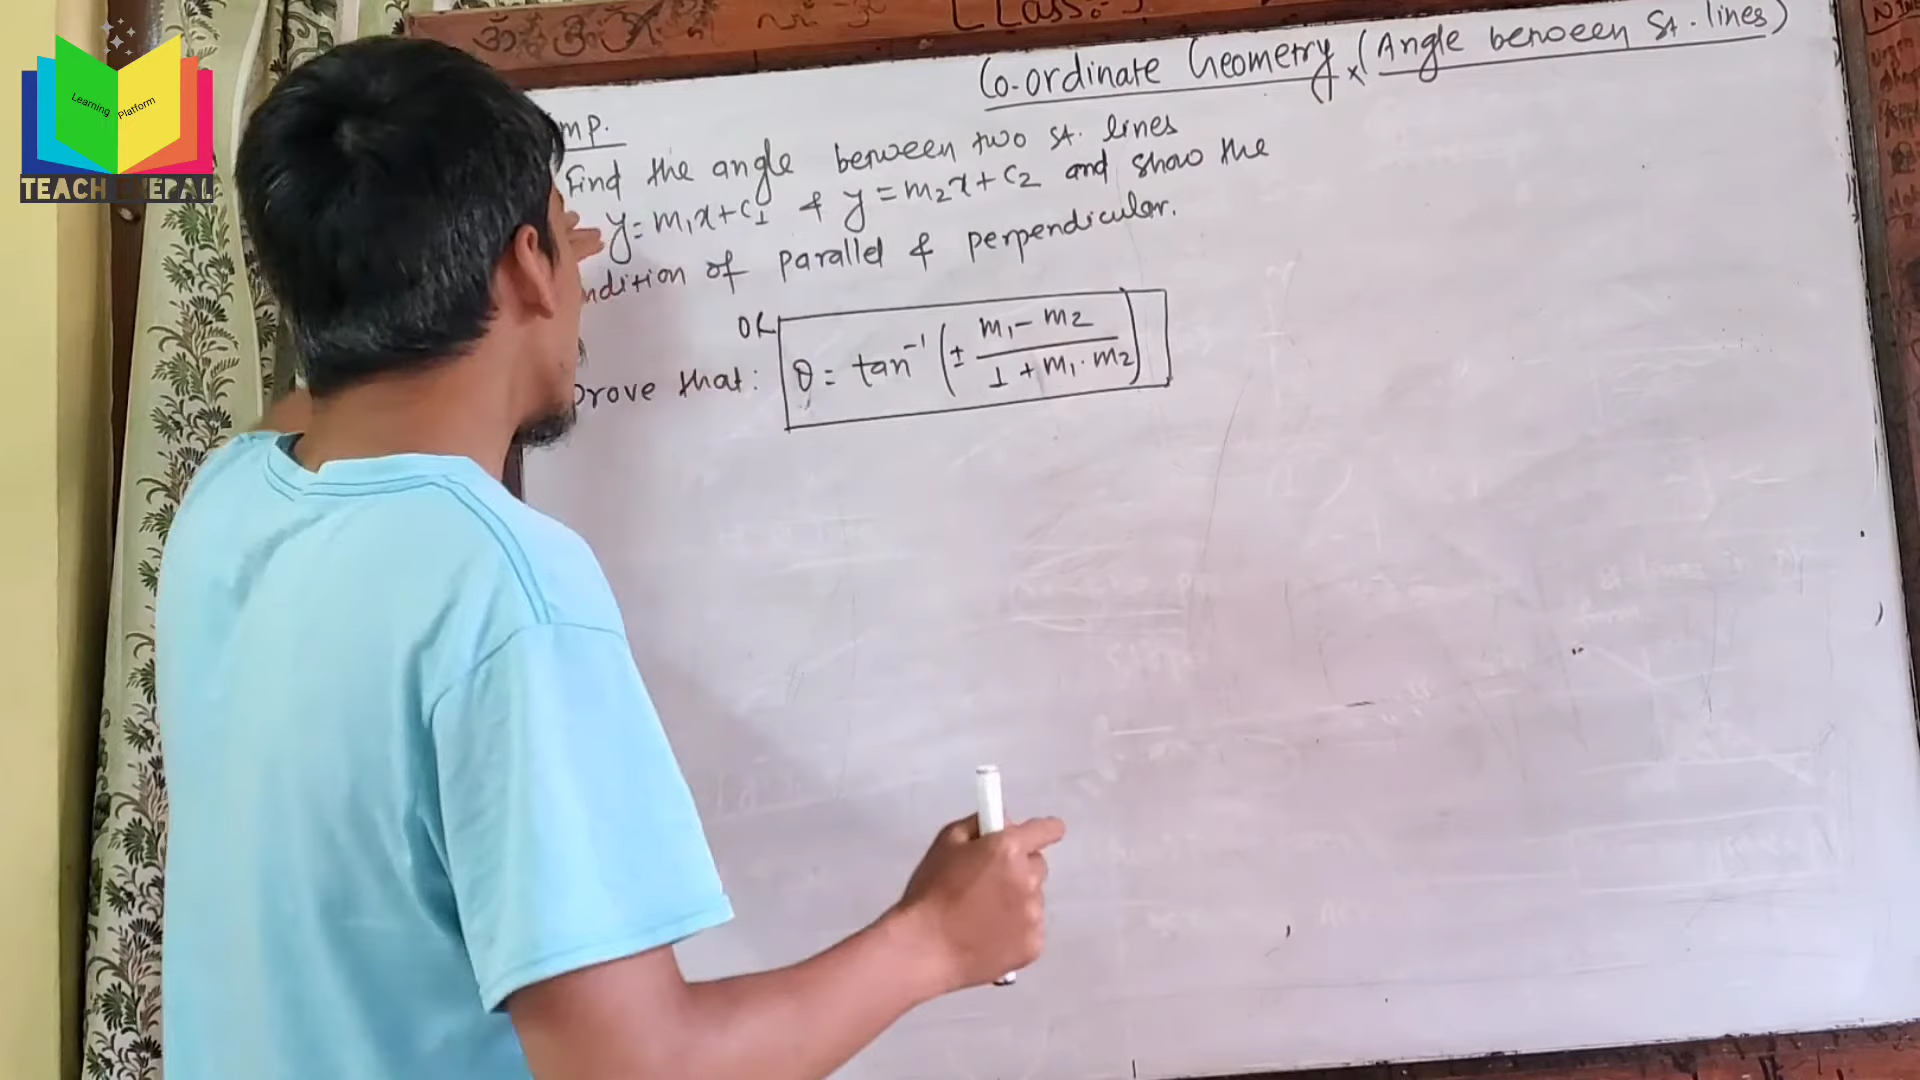 Learning Platform
TEACH NEPAL
Class:
Co-ordinate Geometry (Angle between St. lines)
mp.
Find the angle between two st. lines
y = m₁x + c₁ & y = m₂x + c₂ and show the
ndition of parallel & perpendicular.
OR
prove that: θ = tan⁻¹ (± m₁ - m₂ / 1 + m₁. m₂)